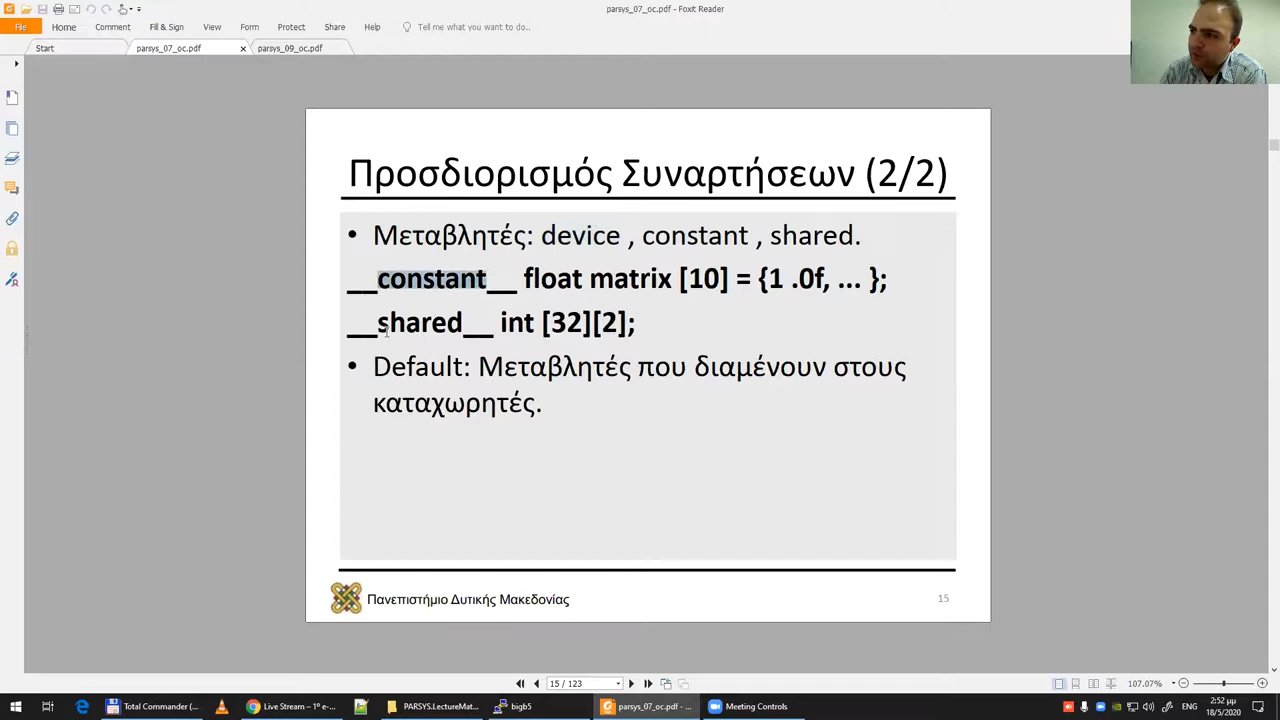 parsys_07_oc.pdf - Foxit Reader
File Home Comment Fill & Sign View Form Protect Share Help Tell me what you want to do..
Start parsys_07_oc.pdf parsys_09_oc.pdf
Προσδιορισμός Συναρτήσεων (2/2)
• Μεταβλητές: device , constant , shared.
__constant__ float matrix [10] = {1 .0f, ... };
__shared__ int [32][2];
• Default: Μεταβλητές που διαμένουν στους
καταχωρητές.
Πανεπιστήμιο Δυτικής Μακεδονίας
15
15 / 123
107.07%
Total Commander (... Live Stream – 1º e-... PARSYS.LectureMat... bigb5 parsys_07_oc.pdf - ... Meeting Controls
2:52 μμ
18/5/2020